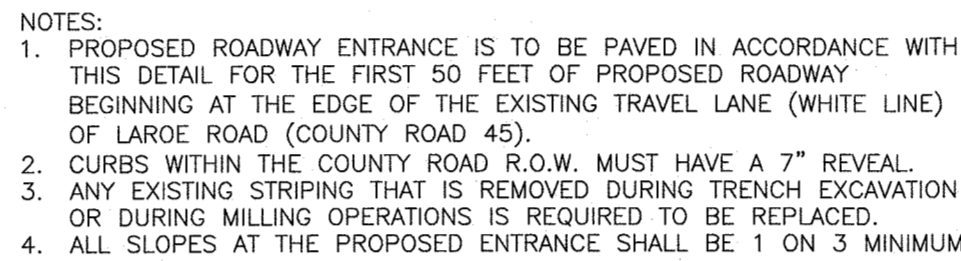 NOTES:
1. PROPOSED ROADWAY ENTRANCE IS TO BE PAVED IN ACCORDANCE WITH
THIS DETAIL FOR THE FIRST 50 FEET OF PROPOSED ROADWAY
BEGINNING AT THE EDGE OF THE EXISTING TRAVEL LANE (WHITE LINE)
OF LAROE ROAD (COUNTY ROAD 45).
2. CURBS WITHIN THE COUNTY ROAD R.O.W. MUST HAVE A 7" REVEAL.
3. ANY EXISTING STRIPING THAT IS REMOVED DURING TRENCH EXCAVATION
OR DURING MILLING OPERATIONS IS REQUIRED TO BE REPLACED.
4. ALL SLOPES AT THE PROPOSED ENTRANCE SHALL BE 1 ON 3 MINIMUM